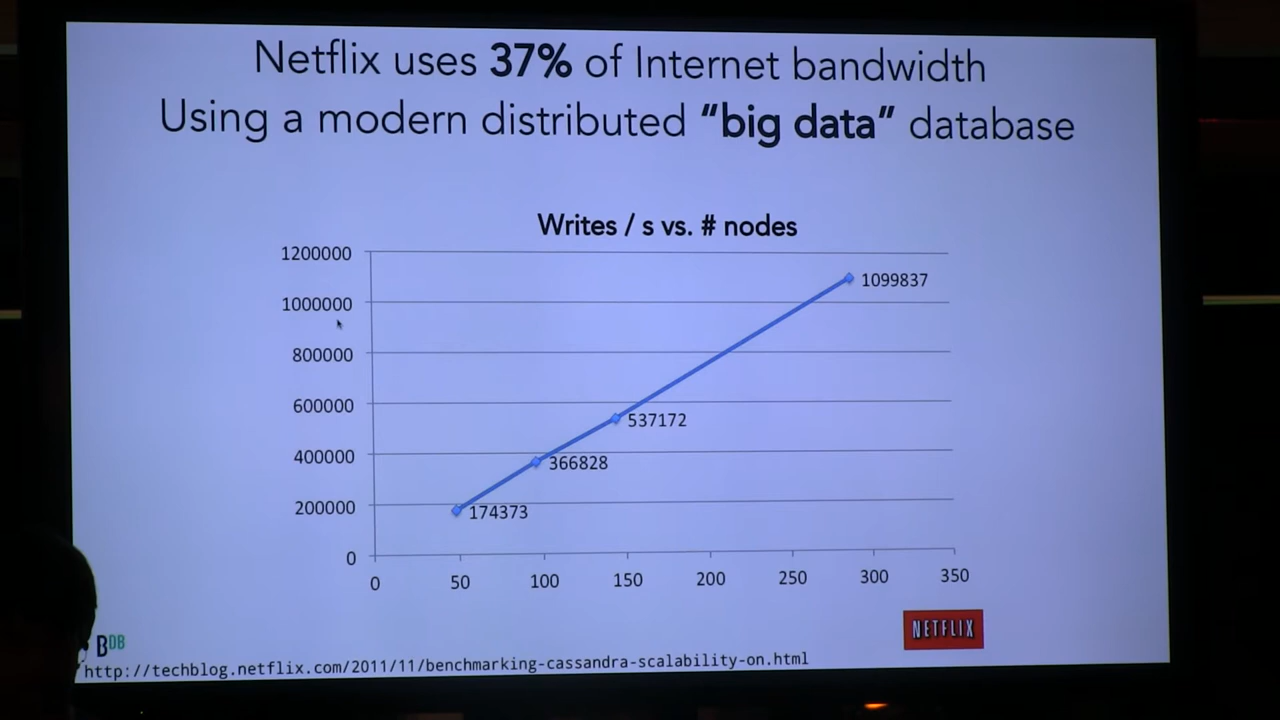 Netflix uses 37% of Internet bandwidth
Using a modern distributed “big data” database
Writes / s vs. # nodes
1200000
1000000
800000
600000
400000
200000
0
1099837
537172
366828
174373
0 50 100 150 200 250 300 350
BDB
NETFLIX
http://techblog.netflix.com/2011/11/benchmarking-cassandra-scalability-on.html